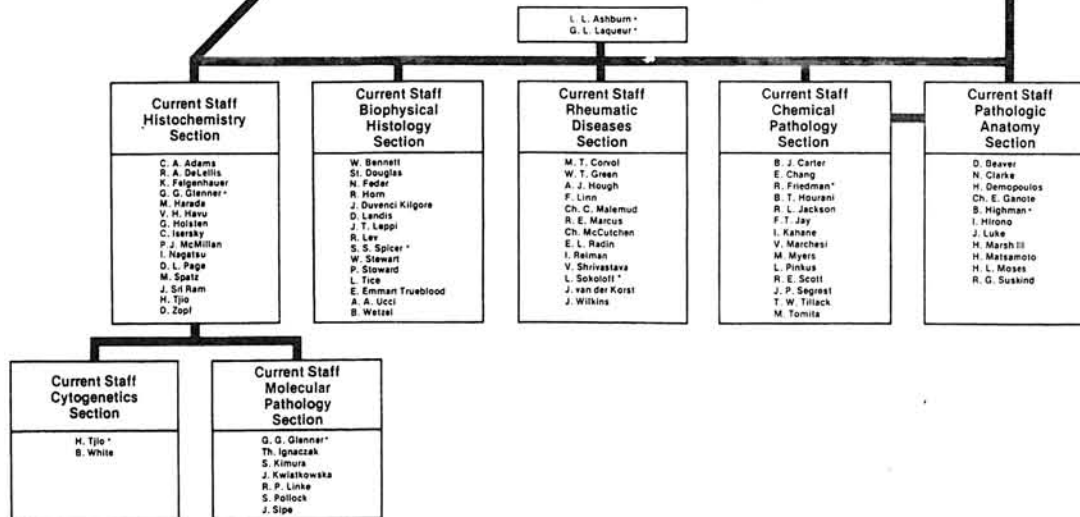 L. L. Ashburn *
G. L. Laqueur *
Current Staff
Histochemistry
Section
C. A. Adams
R. A. DeLellis
K. Felgenhauer
G. G. Glenner *
M. Harada
V. H. Havu
G. Holsten
C. Isersky
P. J. McMillan
I. Nagatsu
D. L. Page
M. Spatz
J. Sri Ram
H. Tjio
D. Zopf
Current Staff
Biophysical
Histology
Section
W. Bennett
St. Douglas
N. Feder
R. Horn
J. Duvenci Kilgore
D. Landis
J. T. Leppi
R. Lev
S. S. Spicer *
W. Stewart
P. Stoward
L. Tice
E. Emmart Trueblood
A. A. Ucci
B. Wetzel
Current Staff
Rheumatic
Diseases
Section
M. T. Corvol
W. T. Green
A. J. Hough
F. Linn
Ch. C. Malemud
R. E. Marcus
Ch. McCutchen
E. L. Radin
I. Reiman
V. Shrivastava
L. Sokoloff *
J. van der Korst
J. Wilkins
Current Staff
Chemical
Pathology
Section
B. J. Carter
E. Chang
R. Friedman*
B. T. Hourani
R. L. Jackson
F.T. Jay
I. Kahane
V. Marchesi
M. Myers
L. Pinkus
R. E. Scott
J. P. Segrest
T. W. Tillack
M. Tomita
Current Staff
Pathologic
Anatomy
Section
D. Beaver
N. Clarke
H. Demopoulos
Ch. E. Ganote
B. Highman *
I. Hirono
J. Luke
H. Marsh III
H. Matsamoto
H. L. Moses
R. G. Suskind
Current Staff
Cytogenetics
Section
H. Tjio *
B. White
Current Staff
Molecular
Pathology
Section
G. G. Glenner*
Th. Ignaczak
S. Kimura
J. Kwiatkowska
R. P. Linke
S. Pollock
J. Sipe